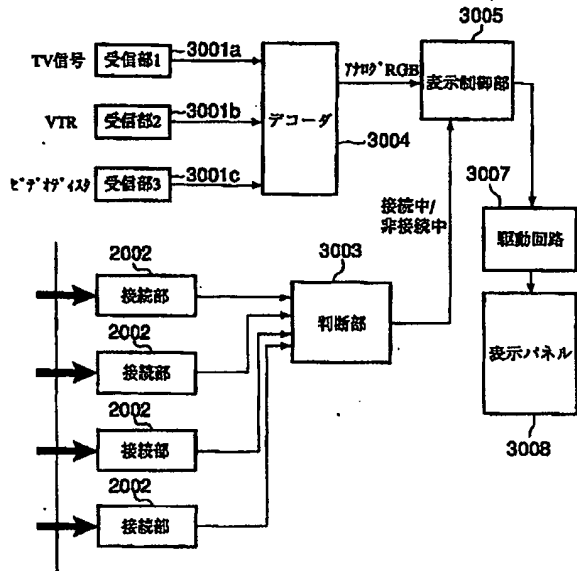 3005
TV信号
受信部1
3001a
アナログRGB
表示制御部
VTR
受信部2
3001b
デコーダ
3004
ビデオディスタ
受信部3
3001c
接続中/
非接続中
3007
駆動回路
2002
接続部
3003
判断部
2002
接続部
表示パネル
2002
接続部
3008
2002
接続部